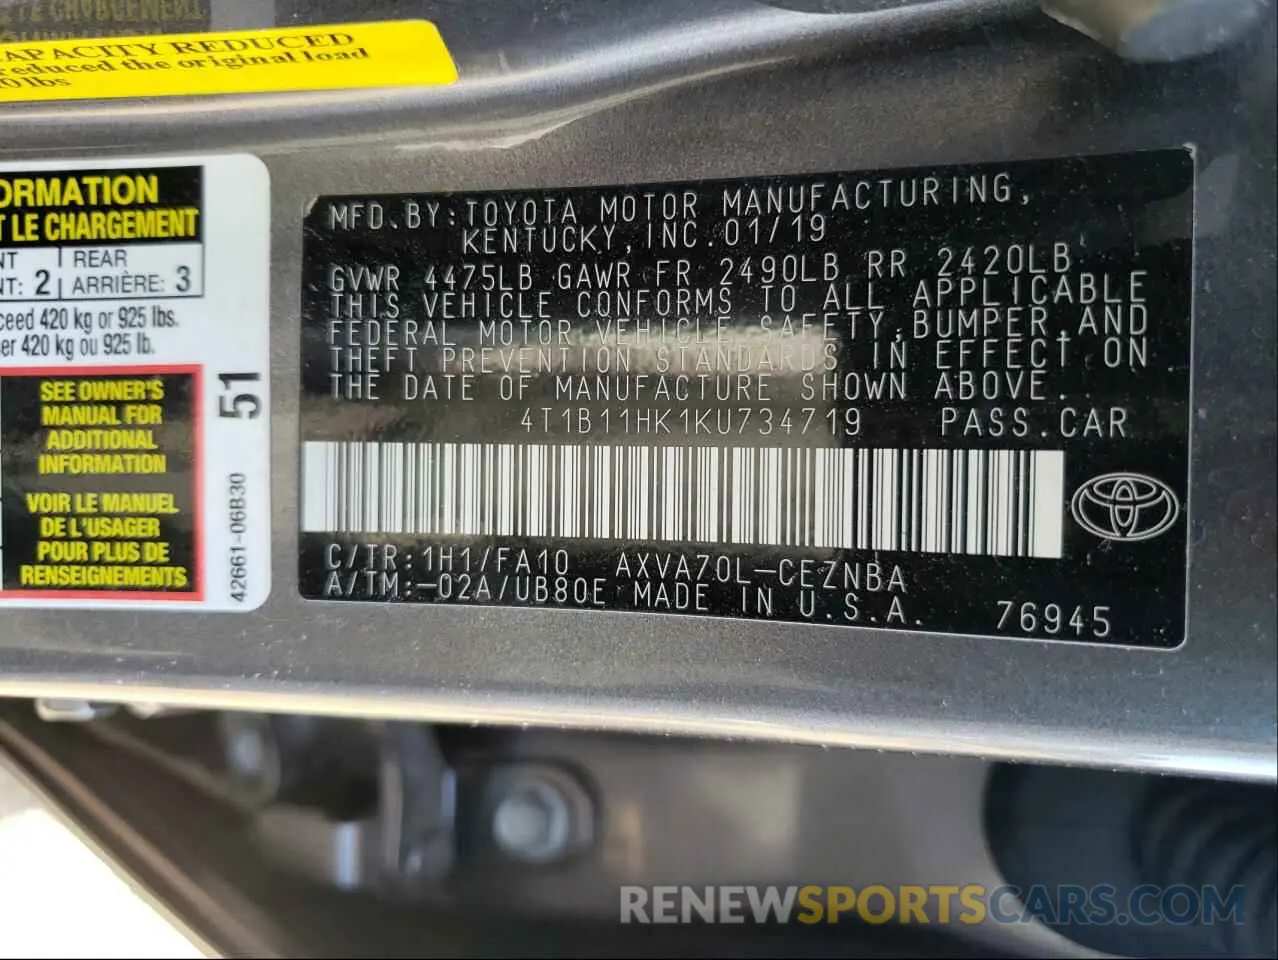 CAPACITY REDUCED
reduced the original load
lbs
ORMATION
T LE CHARGEMENT
NT | REAR
NT: 2 | ARRIÈRE: 3
ceed 420 kg or 925 lbs.
er 420 kg ou 925 lb.
SEE OWNER'S
MANUAL FOR
ADDITIONAL
INFORMATION
VOIR LE MANUEL
DE L'USAGER
POUR PLUS DE
RENSEIGNEMENTS
51
42661-06B30
MFD. BY: TOYOTA MOTOR MANUFACTURING,
KENTUCKY, INC. 01/19
GVWR 4475LB GAWR FR 2490LB RR 2420LB
THIS VEHICLE CONFORMS TO ALL APPLICABLE
FEDERAL MOTOR VEHICLE SAFETY, BUMPER, AND
THEFT PREVENTION STANDARDS IN EFFECT ON
THE DATE OF MANUFACTURE SHOWN ABOVE.
4T1B11HK1KU734719 PASS. CAR
C/TR: 1H1/FA10 AXVA70L-CEZNBA
A/TM: -02A/UB80E MADE IN U.S.A. 76945
RENEWSPORTSCARS.COM